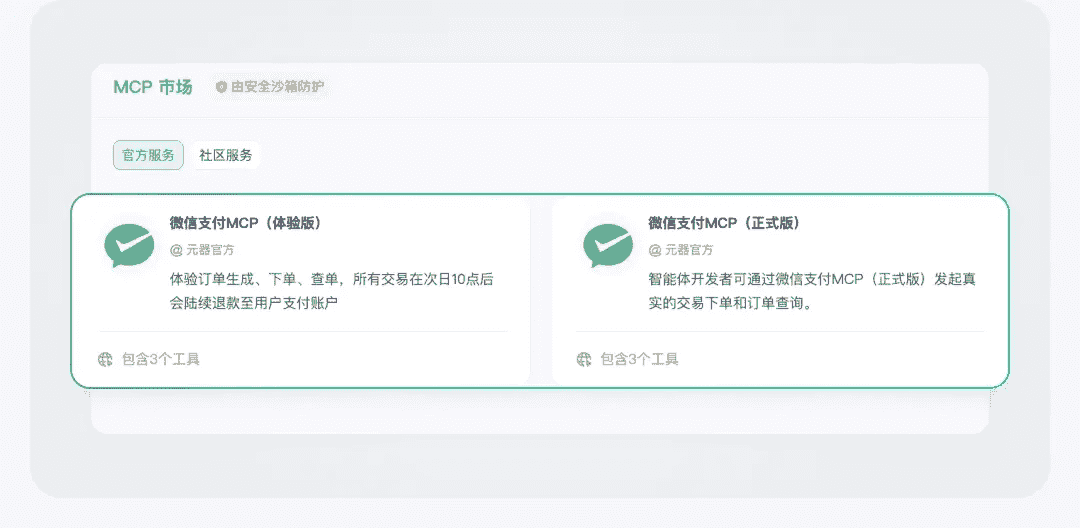 MCP 市场
由安全沙箱防护
官方服务
社区服务
微信支付MCP（体验版）
@ 元器官方
体验订单生成、下单、查单，所有交易在次日10点后
会陆续退款至用户支付账户
包含3个工具
微信支付MCP（正式版）
@ 元器官方
智能体开发者可通过微信支付MCP（正式版）发起真
实的交易下单和订单查询。
包含3个工具